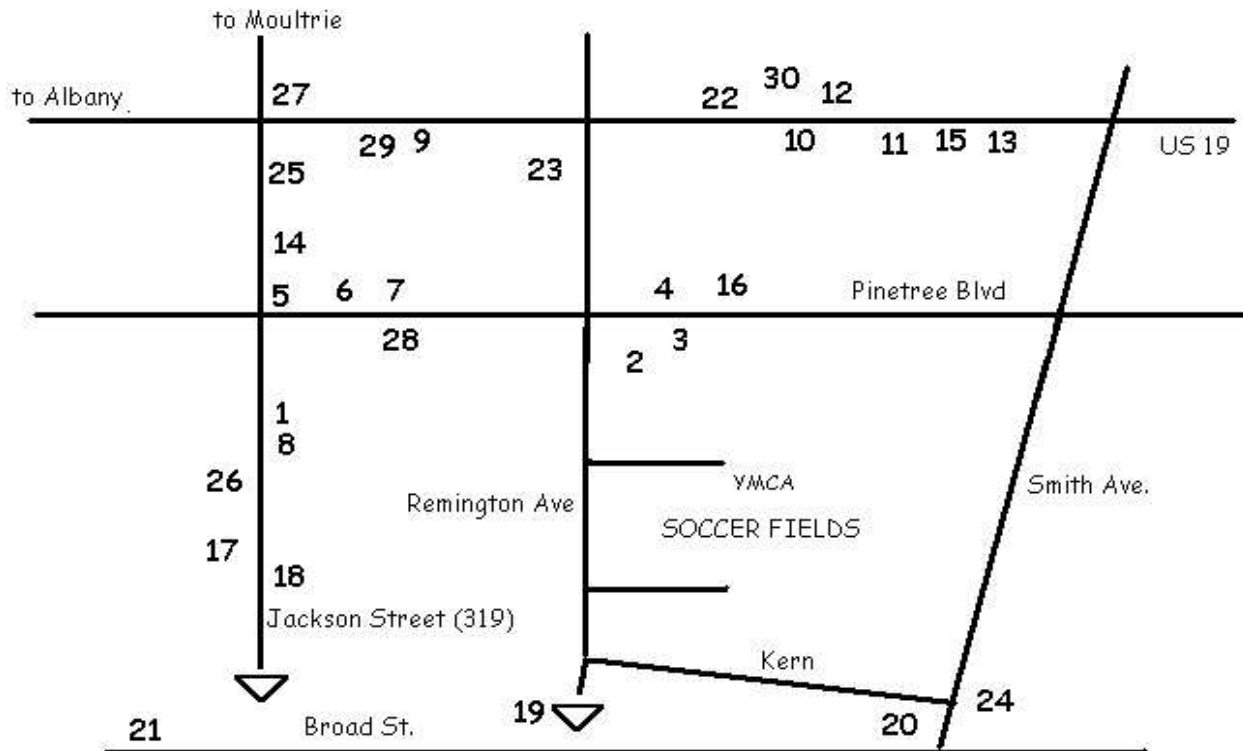 to Moultrie
30
to Albany
27
22
12
29
9
10
11
15
13
US 19
25
23
14
5
6
7
4
16
Pinetree Blvd
28
3
2
1
8
26
YMCA
Smith Ave.
Remington Ave
SOCCER FIELDS
17
18
Jackson Street (319)
Kern
24
19
20
21
Broad St.